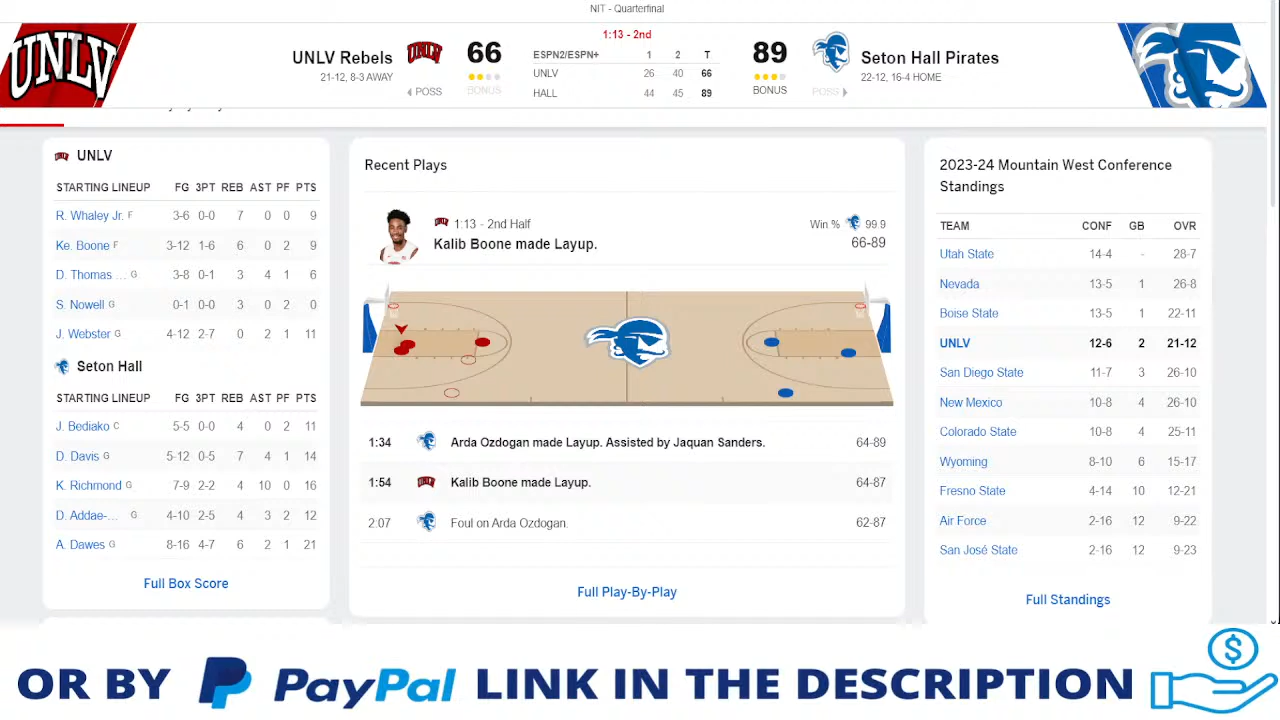 NIT - Quarterfinal
UNLV
UNLV Rebels
21-12, 8-3 AWAY
UNLV
66
POSS
BONUS
1:13 - 2nd
ESPN2/ESPN+ 1 2 T
UNLV 26 40 66
HALL 44 45 89
89
BONUS
POSS
Seton Hall Pirates
22-12, 16-4 HOME
UNLV
STARTING LINEUP FG 3PT REB AST PF PTS
R. Whaley Jr. F 3-6 0-0 7 0 0 9
Ke. Boone F 3-12 1-6 6 0 2 9
D. Thomas ... G 3-8 0-1 3 4 1 6
S. Nowell G 0-1 0-0 3 0 2 0
J. Webster G 4-12 2-7 0 2 1 11
Seton Hall
STARTING LINEUP FG 3PT REB AST PF PTS
J. Bediako C 5-5 0-0 4 0 2 11
D. Davis G 5-12 0-5 7 4 1 14
K. Richmond G 7-9 2-2 4 10 0 16
D. Addae-... G 4-10 2-5 4 3 2 12
A. Dawes G 8-16 4-7 6 2 1 21
Full Box Score
Recent Plays
1:13 - 2nd Half
Kalib Boone made Layup.
Win % 99.9
66-89
1:34 Arda Ozdogan made Layup. Assisted by Jaquan Sanders. 64-89
1:54 Kalib Boone made Layup. 64-87
2:07 Foul on Arda Ozdogan. 62-87
Full Play-By-Play
2023-24 Mountain West Conference
Standings
TEAM CONF GB OVR
Utah State 14-4 - 28-7
Nevada 13-5 1 26-8
Boise State 13-5 1 22-11
UNLV 12-6 2 21-12
San Diego State 11-7 3 26-10
New Mexico 10-8 4 26-10
Colorado State 10-8 4 25-11
Wyoming 8-10 6 15-17
Fresno State 4-14 10 12-21
Air Force 2-16 12 9-22
San José State 2-16 12 9-23
Full Standings
OR BY PayPal LINK IN THE DESCRIPTION